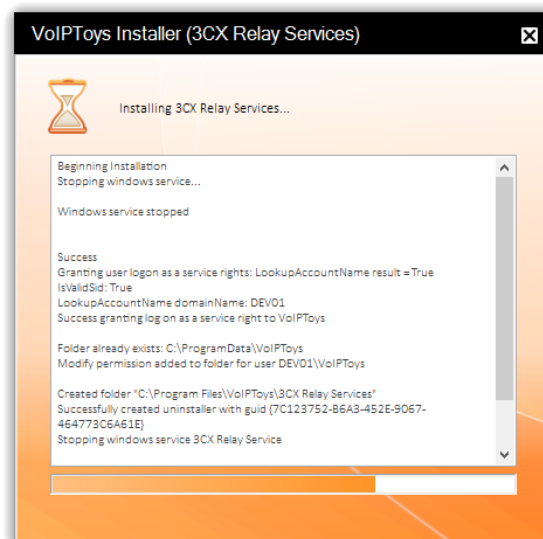 VoIPToys Installer (3CX Relay Services)
Installing 3CX Relay Services...
Beginning Installation
Stopping windows service...
Windows service stopped
Success
Granting user logon as a service rights: LookupAccountName result = True
IsValidSid: True
LookupAccountName domainName: DEV01
Success granting log on as a service right to VoIPToys
Folder already exists: C:\ProgramData\VoIPToys
Modify permission added to folder for user DEV01\VoIPToys
Created folder "C:\Program Files\VoIPToys\3CX Relay Services"
Successfully created uninstaller with guid {7C123752-B6A3-452E-9067-
464773C6A61E}
Stopping windows service 3CX Relay Service